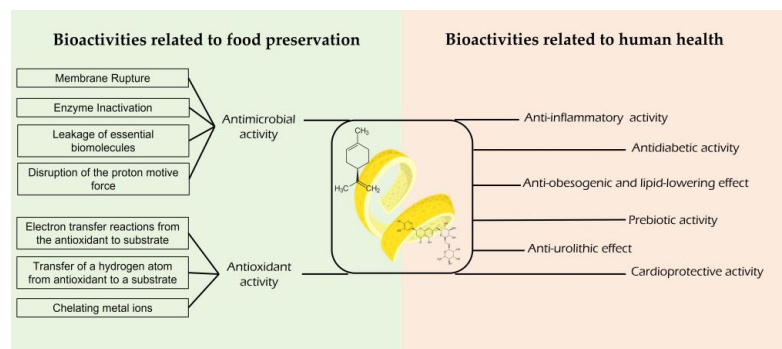 Bioactivities related to food preservation
Bioactivities related to human health
Membrane Rupture
Enzyme Inactivation
Leakage of essential
biomolecules
Disruption of the proton motive
force
Antimicrobial
activity
Electron transfer reactions from
the antioxidant to substrate
Transfer of a hydrogen atom
from antioxidant to a substrate
Chelating metal ions
Antioxidant
activity
CH₃
H₃C
CH₂
Anti-inflammatory activity
Antidiabetic activity
Anti-obesogenic and lipid-lowering effect
Prebiotic activity
Anti-urolithic effect
Cardioprotective activity